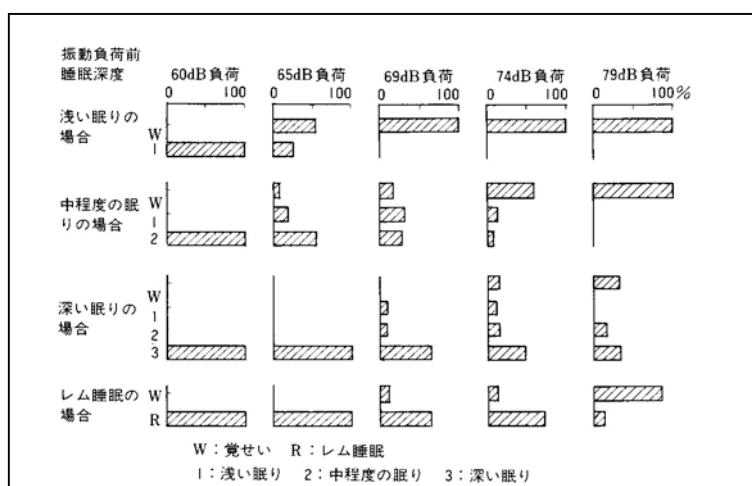 振動負荷前
睡眠深度
60dB負荷 65dB負荷 69dB負荷 74dB負荷 79dB負荷
0 100 0 100 0 100 0 100 0 100 %
浅い眠りの
場合
W
1
中程度の眠
りの場合
W
1
2
深い眠りの
場合
W
1
2
3
レム睡眠の
場合
W
R
W：覚せい R：レム睡眠
1：浅い眠り 2：中程度の眠り 3：深い眠り